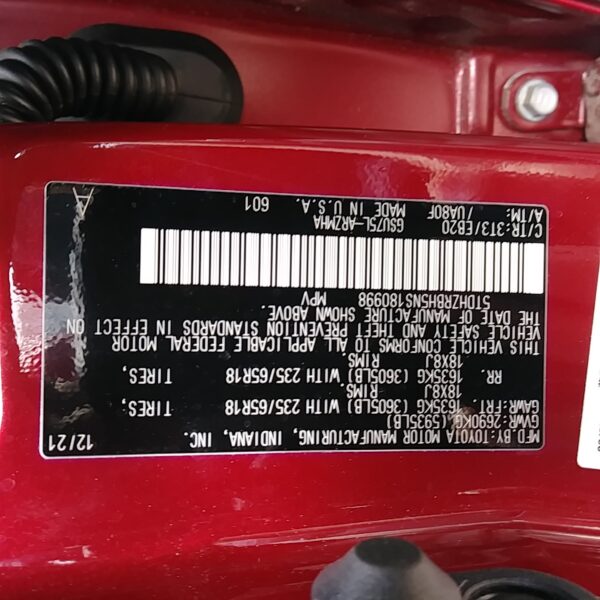 MFD.BY:TOYOTA MOTOR MANUFACTURING, INDIANA, INC. 12/21
GVWR:2690KG(5935LB)
GAWR:FRT. 1635KG (3605LB) WITH 235/65R18 TIRES,
18X8J RIMS.
RR. 1635KG (3605LB) WITH 235/65R18 TIRES,
18X8J RIMS.
THIS VEHICLE CONFORMS TO ALL APPLICABLE FEDERAL MOTOR
VEHICLE SAFETY AND THEFT PREVENTION STANDARDS IN EFFECT ON
THE DATE OF MANUFACTURE SHOWN ABOVE.
5TDHZRBH5NS180998 MPV
C/TR:3T3/EB20 GSU75L-ARZMHA 601
A/TM: /UA80F MADE IN U.S.A.